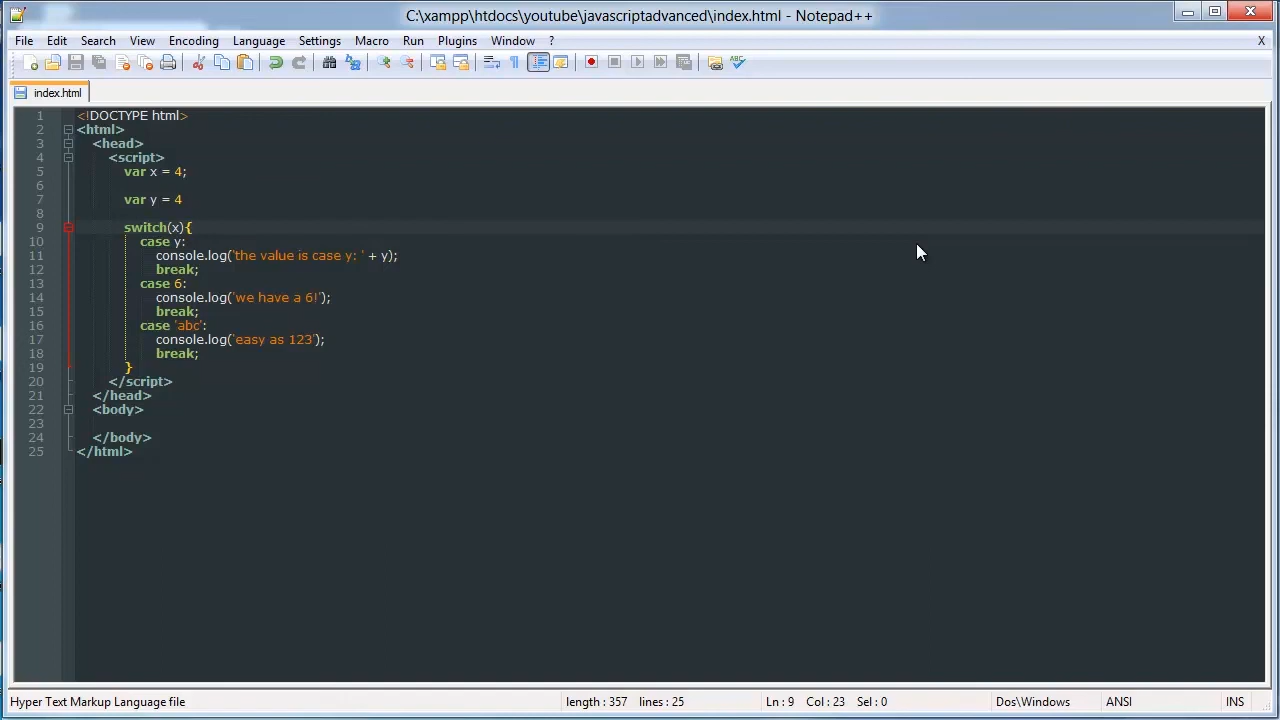 C:\xampp\htdocs\youtube\javascriptadvanced\index.html - Notepad++
File Edit Search View Encoding Language Settings Macro Run Plugins Window ? X
index.html
1 <!DOCTYPE html>
2 <html>
3 <head>
4 <script>
5 var x = 4;
6
7 var y = 4
8
9 switch(x){
10 case y:
11 console.log('the value is case y: ' + y);
12 break;
13 case 6:
14 console.log('we have a 6!');
15 break;
16 case 'abc':
17 console.log('easy as 123');
18 break;
19 }
20 </script>
21 </head>
22 <body>
23
24 </body>
25 </html>
Hyper Text Markup Language file length : 357 lines : 25 Ln : 9 Col : 23 Sel : 0 Dos\Windows ANSI INS